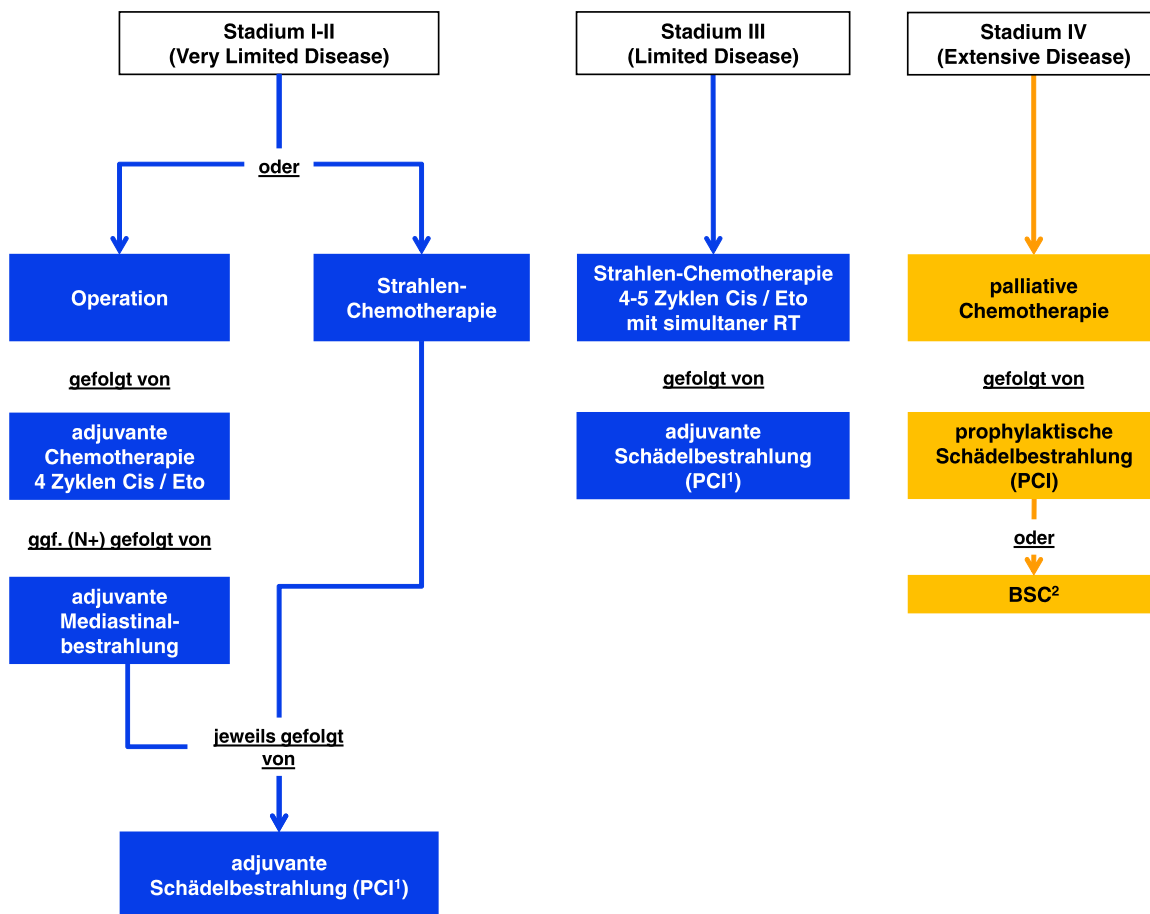 Stadium I-II
(Very Limited Disease)
oder
Operation
gefolgt von
adjuvante
Chemotherapie
4 Zyklen Cis / Eto
ggf. (N+) gefolgt von
adjuvante
Mediastinal-
bestrahlung
Strahlen-
Chemotherapie
jeweils gefolgt
von
adjuvante
Schädelbestrahlung (PCI¹)
Stadium III
(Limited Disease)
Strahlen-Chemotherapie
4-5 Zyklen Cis / Eto
mit simultaner RT
gefolgt von
adjuvante
Schädelbestrahlung
(PCI¹)
Stadium IV
(Extensive Disease)
palliative
Chemotherapie
gefolgt von
prophylaktische
Schädelbestrahlung
(PCI)
oder
BSC²